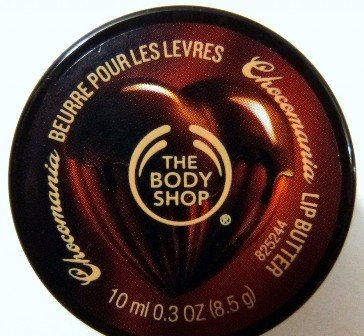 Chocomania BEURRE POUR LES LEVRES
Chocomania LIP BUTTER
825244
THE
BODY
SHOP
®
10 ml 0.3 OZ (8.5 g)